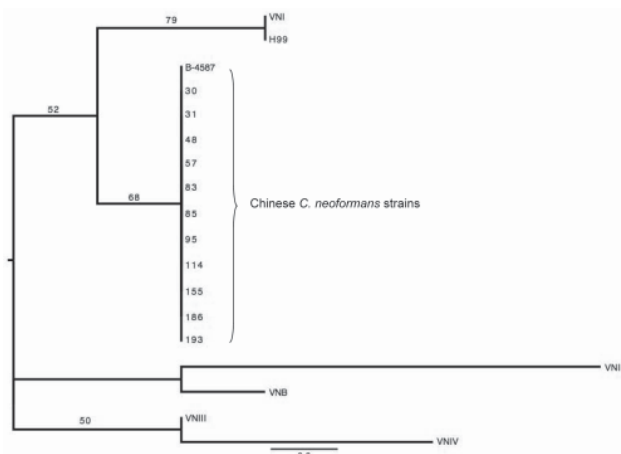 79
VNI
H99
B-4587
30
31
52
48
57
83
68
Chinese C. neoformans strains
85
95
114
155
186
193
VNI
VNB
50
VNIII
VNIV